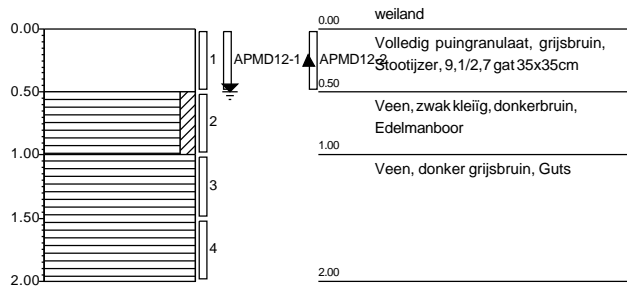 0.00
0.50
1.00
1.50
2.00
1
2
3
4
APMD12-1
APMD12-2
0.00
weiland
Volledig puingranulaat, grijsbruin,
Stootijzer, 9,1/2,7 gat 35x35cm
0.50
Veen, zwak kleiïg, donkerbruin,
Edelmanboor
1.00
Veen, donker grijsbruin, Guts
2.00